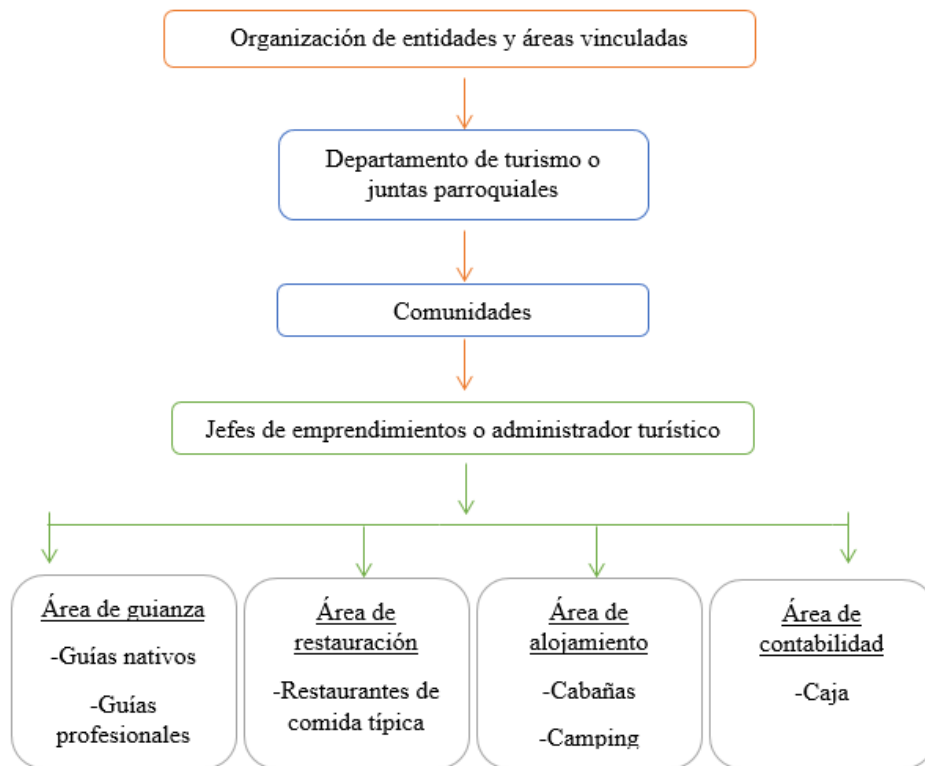 Organización de entidades y áreas vinculadas
Departamento de turismo o
juntas parroquiales
Comunidades
Jefes de emprendimientos o administrador turístico
Área de guianza
-Guías nativos
-Guías
profesionales
Área de
restauración
-Restaurantes de
comida típica
Área de
alojamiento
-Cabañas
-Camping
Área de
contabilidad
-Caja